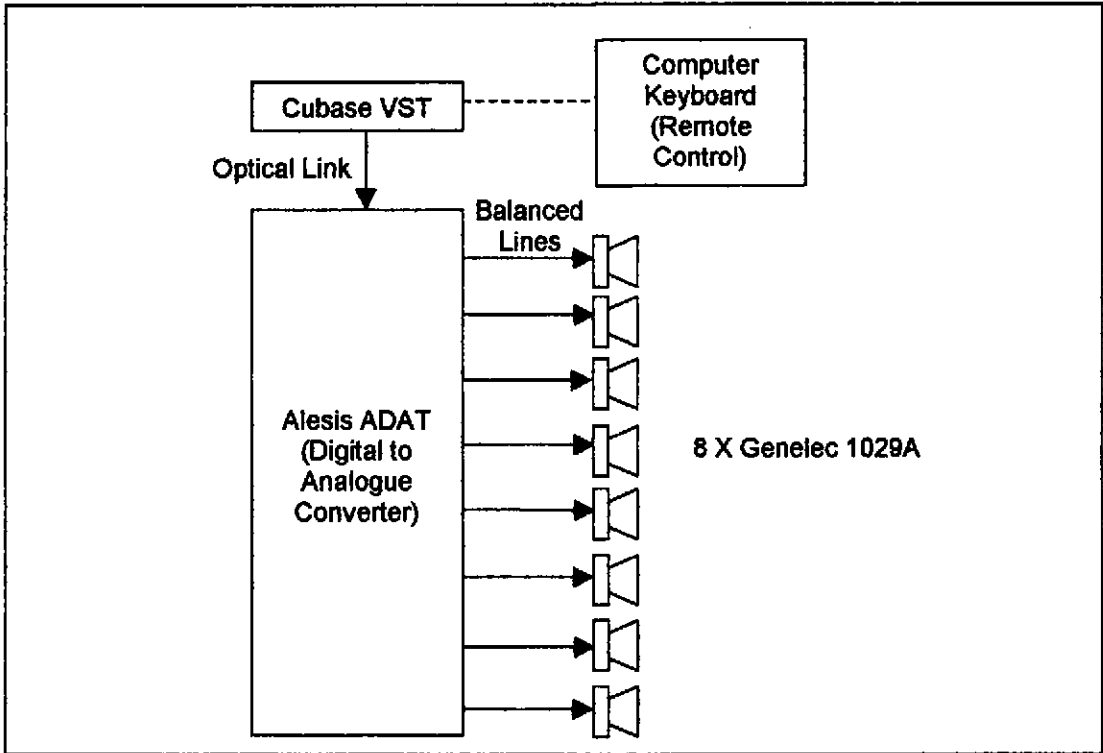 Computer
Keyboard
(Remote
Control)
Cubase VST
Optical Link
Balanced
Lines
Alesis ADAT
(Digital to
Analogue
Converter)
8 X Genelec 1029A